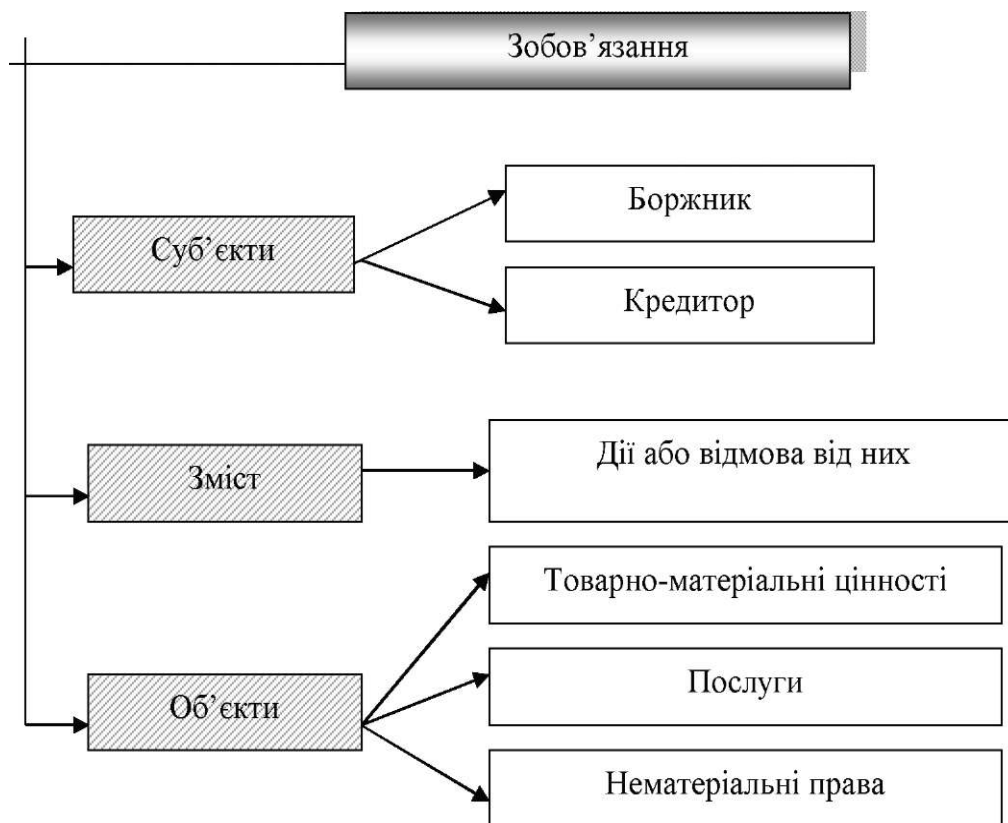 Зобов’язання
Суб’єкти
Боржник
Кредитор
Зміст
Дії або відмова від них
Об’єкти
Товарно-матеріальні цінності
Послуги
Нематеріальні права